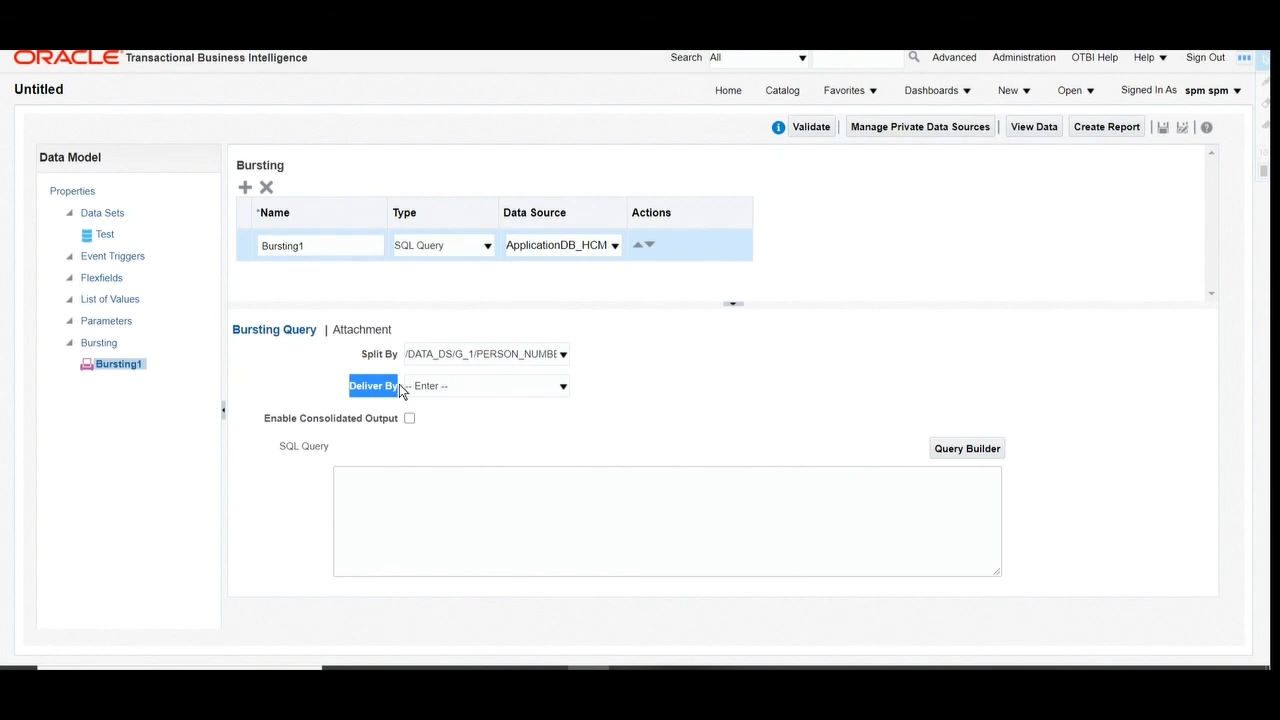 ORACLE Transactional Business Intelligence Search All Advanced Administration OTBI Help Help Sign Out
Untitled Home Catalog Favorites Dashboards New Open Signed In As spm spm
Validate Manage Private Data Sources View Data Create Report
Data Model
Properties
Data Sets
Test
Event Triggers
Flexfields
List of Values
Parameters
Bursting
Bursting1
Bursting
*Name Type Data Source Actions
Bursting1 SQL Query ApplicationDB_HCM
Bursting Query | Attachment
Split By /DATA_DS/G_1/PERSON_NUMBE
Deliver By -- Enter --
Enable Consolidated Output
SQL Query Query Builder